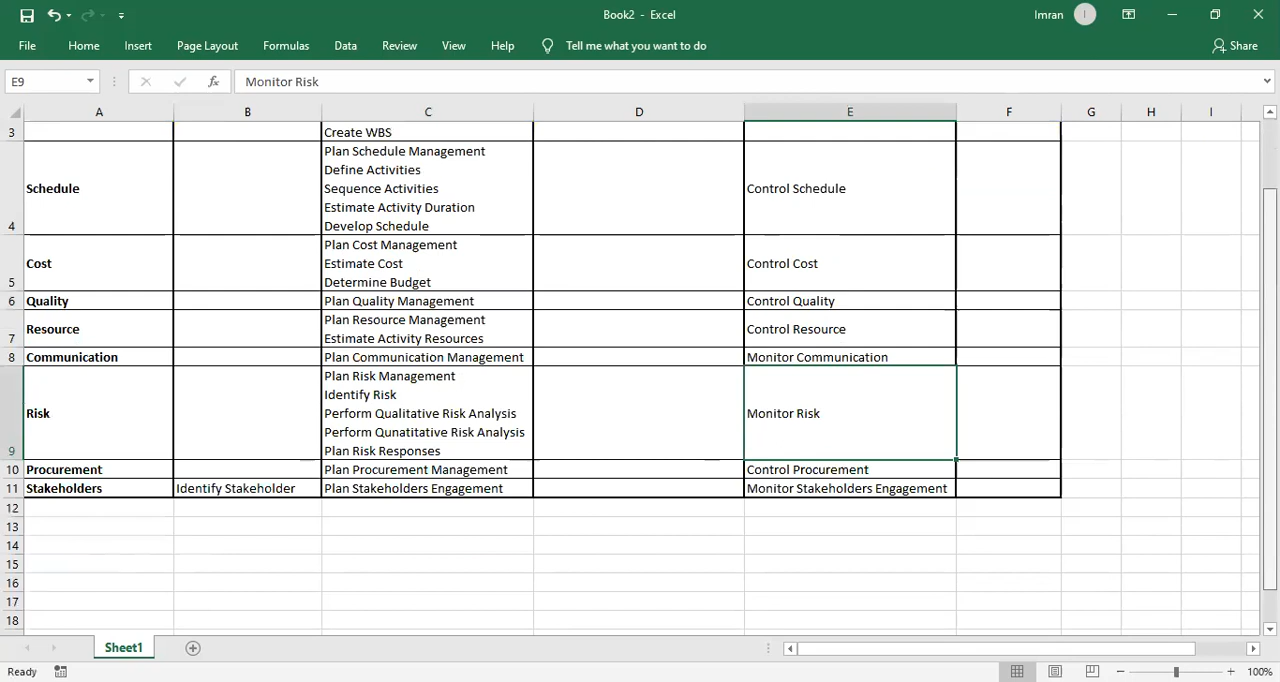 Book2 - Excel
Imran
I
File Home Insert Page Layout Formulas Data Review View Help Tell me what you want to do
Share
E9 fx Monitor Risk
A B C D E F G H I
3 Create WBS
Plan Schedule Management
Define Activities
Schedule Sequence Activities Control Schedule
Estimate Activity Duration
4 Develop Schedule
Plan Cost Management
Cost Estimate Cost Control Cost
5 Determine Budget
6 Quality Plan Quality Management Control Quality
Plan Resource Management
Resource Control Resource
7 Estimate Activity Resources
8 Communication Plan Communication Management Monitor Communication
Plan Risk Management
Identify Risk
Risk Perform Qualitative Risk Analysis Monitor Risk
Perform Qunatitative Risk Analysis
9 Plan Risk Responses
10 Procurement Plan Procurement Management Control Procurement
11 Stakeholders Identify Stakeholder Plan Stakeholders Engagement Monitor Stakeholders Engagement
12
13
14
15
16
17
18
Sheet1
Ready
100%